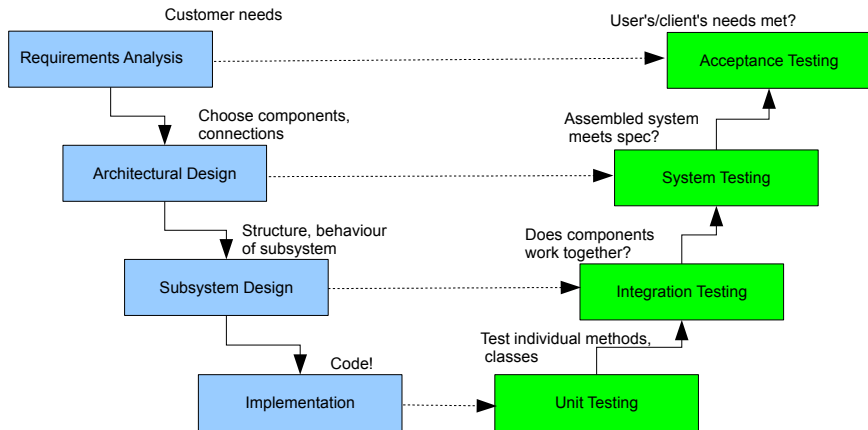 Customer needs
User's/client's needs met?
Requirements Analysis
Acceptance Testing
Choose components,
connections
Assembled system
meets spec?
Architectural Design
System Testing
Structure, behaviour
of subsystem
Does components
work together?
Subsystem Design
Integration Testing
Code!
Test individual methods,
classes
Implementation
Unit Testing